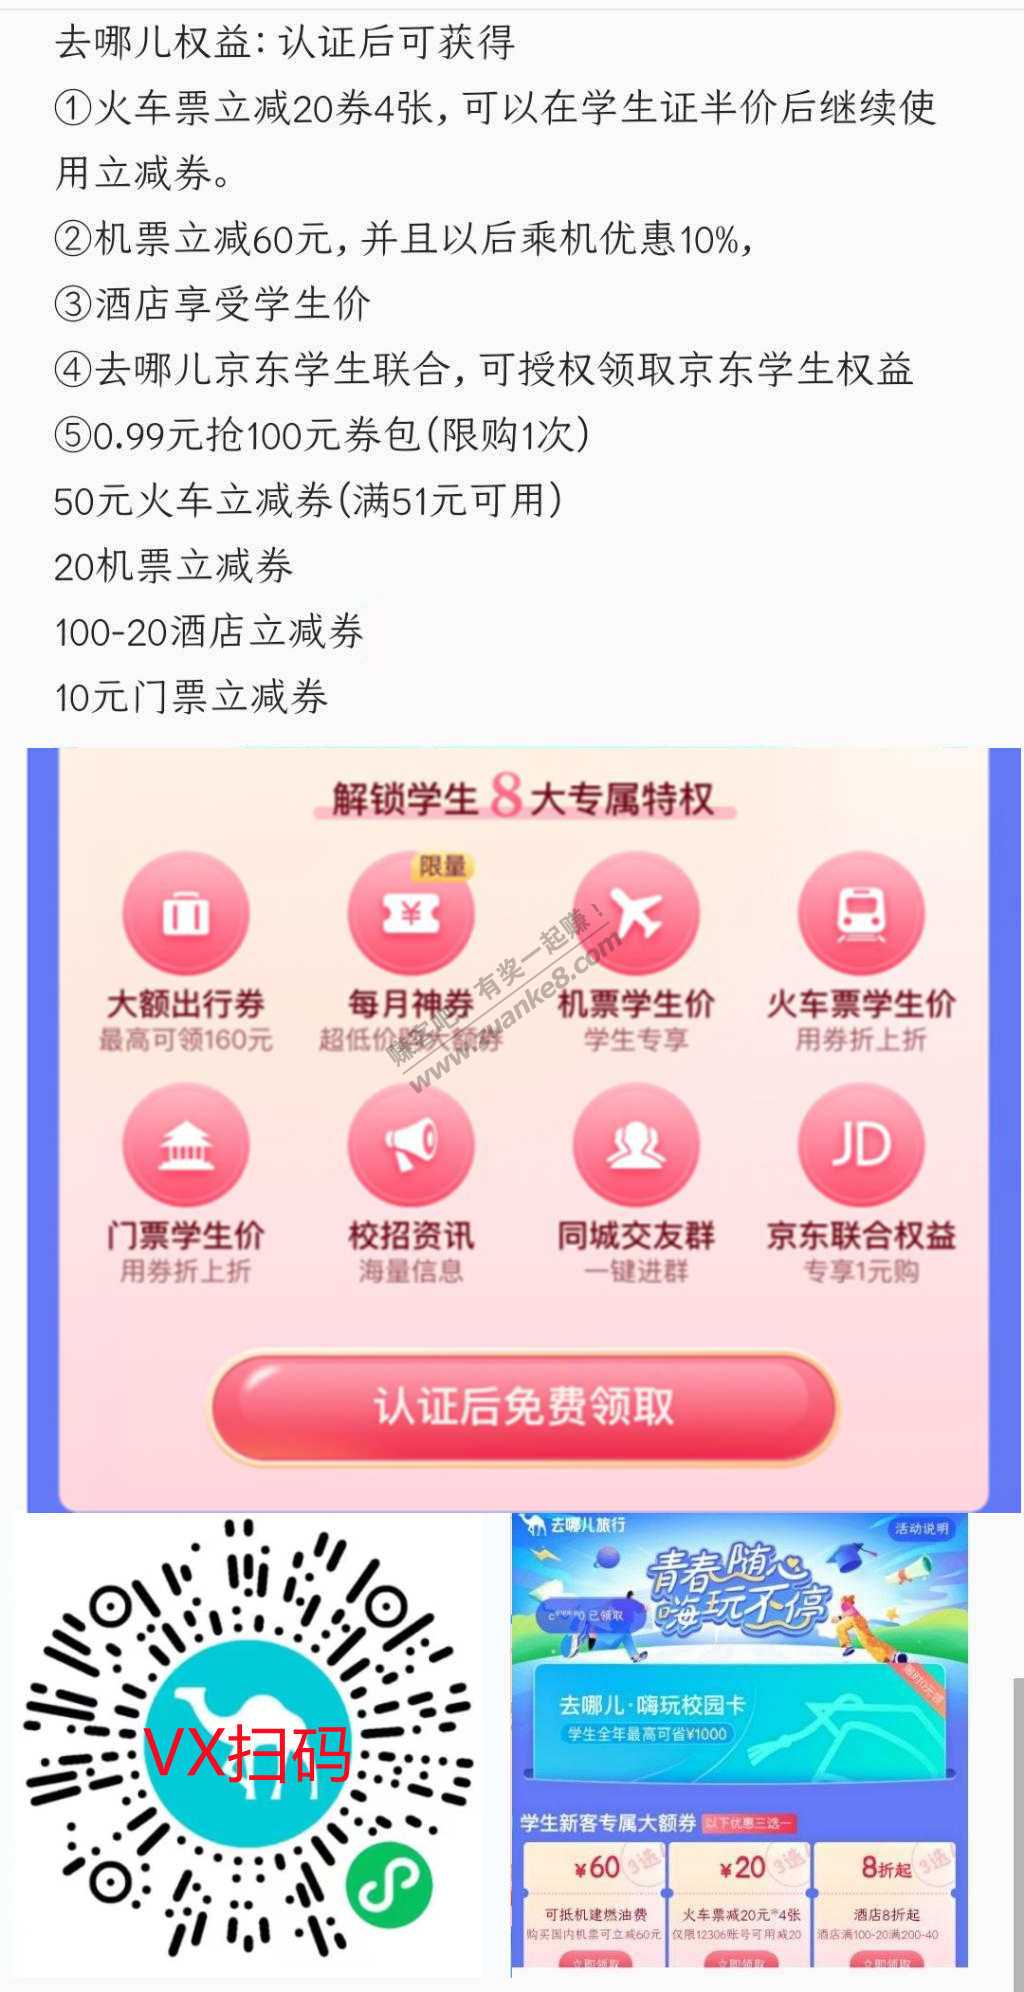 去哪儿权益:认证后可获得
①火车票立减20券4张,可以在学生证半价后继续使
用立减券。
②机票立减60元,并且以后乘机优惠10%,
③酒店享受学生价
④去哪儿京东学生联合,可授权领取京东学生权益
⑤0.99元抢100元券包(限购1次)
50元火车立减券(满51元可用)
20机票立减券
100-20酒店立减券
10元门票立减券
解锁学生8大专属特权
限量
¥
大额出行券 每月神券 机票学生价 火车票学生价
最高可领160元 超低价 大额券 学生专享 用券折上折
赚客吧,有奖一起赚!
www.zuanke8.com
JD
门票学生价 校招资讯 同城交友群 京东联合权益
用券折上折 海量信息 一键进群 专享1元购
认证后免费领取
VX扫码
去哪儿旅行
活动说明
青春随心
嗨玩不停
已领取
去哪儿·嗨玩校园卡
学生全年最高可省¥1000
学生新客专属大额券 以下优惠三选一
¥60 3选 ¥20 3选 8折起 3选
可抵机建燃油费 火车票减20元*4张 酒店8折起
购买国内机票可立减60元 仅限12306账号可用减20 酒店满100-20满200-40
立即领取 立即领取 立即领取